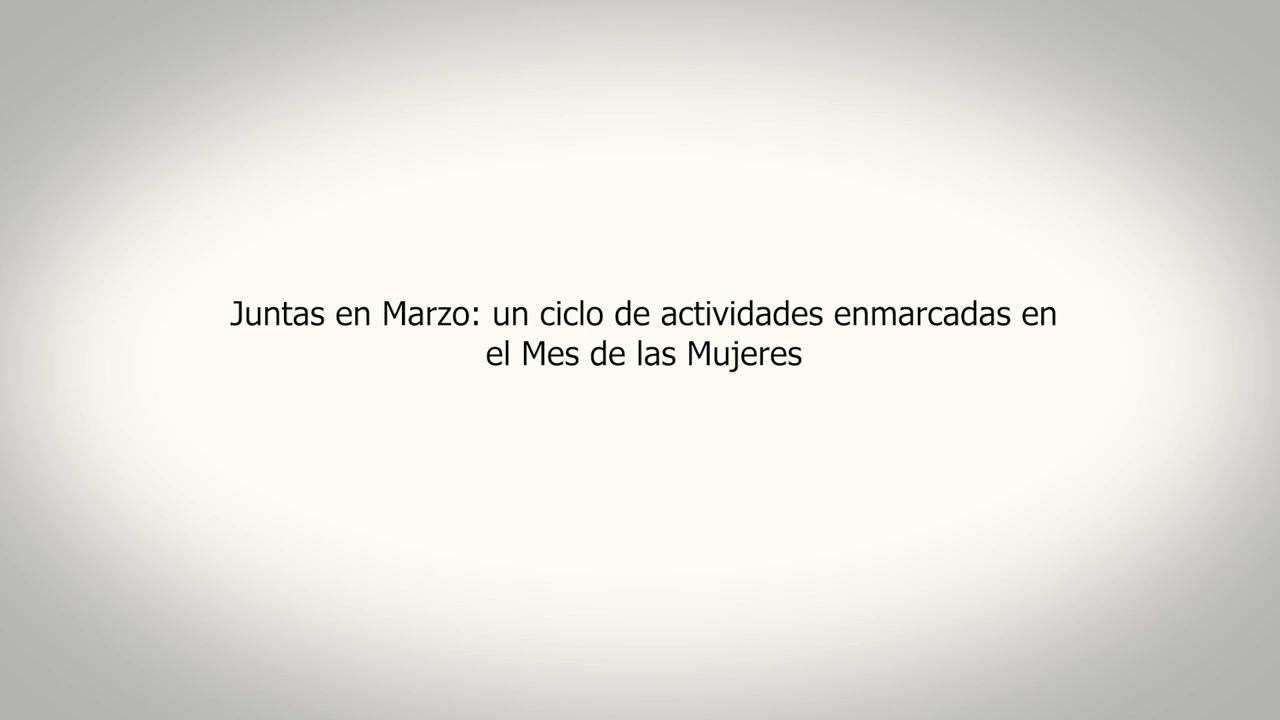 Juntas en Marzo: un ciclo de actividades enmarcadas en
el Mes de las Mujeres